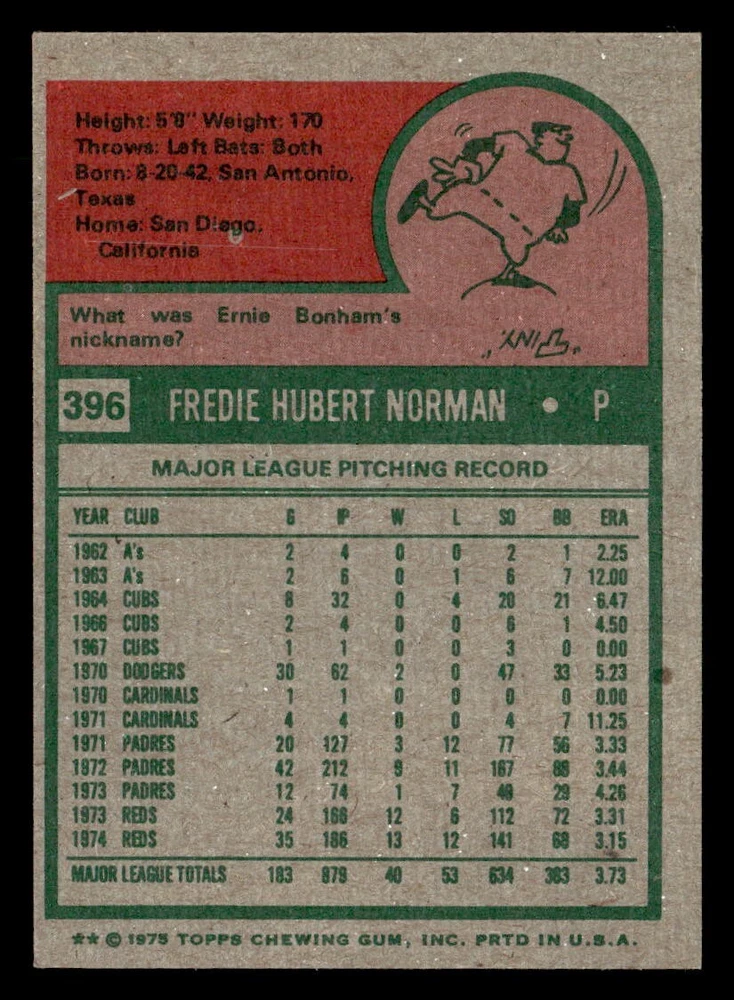 Height: 5'8" Weight: 170
Throws: Left Bats: Both
Born: 8-20-42, San Antonio,
Texas
Home: San Diego,
California
What was Ernie Bonham's
nickname?
"TINY"
396 FREDIE HUBERT NORMAN • P
MAJOR LEAGUE PITCHING RECORD
YEAR CLUB G IP W L SO BB ERA
1962 A's 2 4 0 0 2 1 2.25
1963 A's 2 6 0 1 6 7 12.00
1964 CUBS 8 32 0 4 20 21 6.47
1966 CUBS 2 4 0 0 6 1 4.50
1967 CUBS 1 1 0 0 3 0 0.00
1970 DODGERS 30 62 2 0 47 33 5.23
1970 CARDINALS 1 1 0 0 0 0 0.00
1971 CARDINALS 4 4 0 0 4 7 11.25
1971 PADRES 20 127 3 12 77 56 3.33
1972 PADRES 42 212 9 11 167 88 3.44
1973 PADRES 12 74 1 7 49 29 4.26
1973 REDS 24 166 12 6 112 72 3.31
1974 REDS 35 186 13 12 141 68 3.15
MAJOR LEAGUE TOTALS 183 879 40 53 634 383 3.73
** © 1975 TOPPS CHEWING GUM, INC. PRTD IN U.S.A.